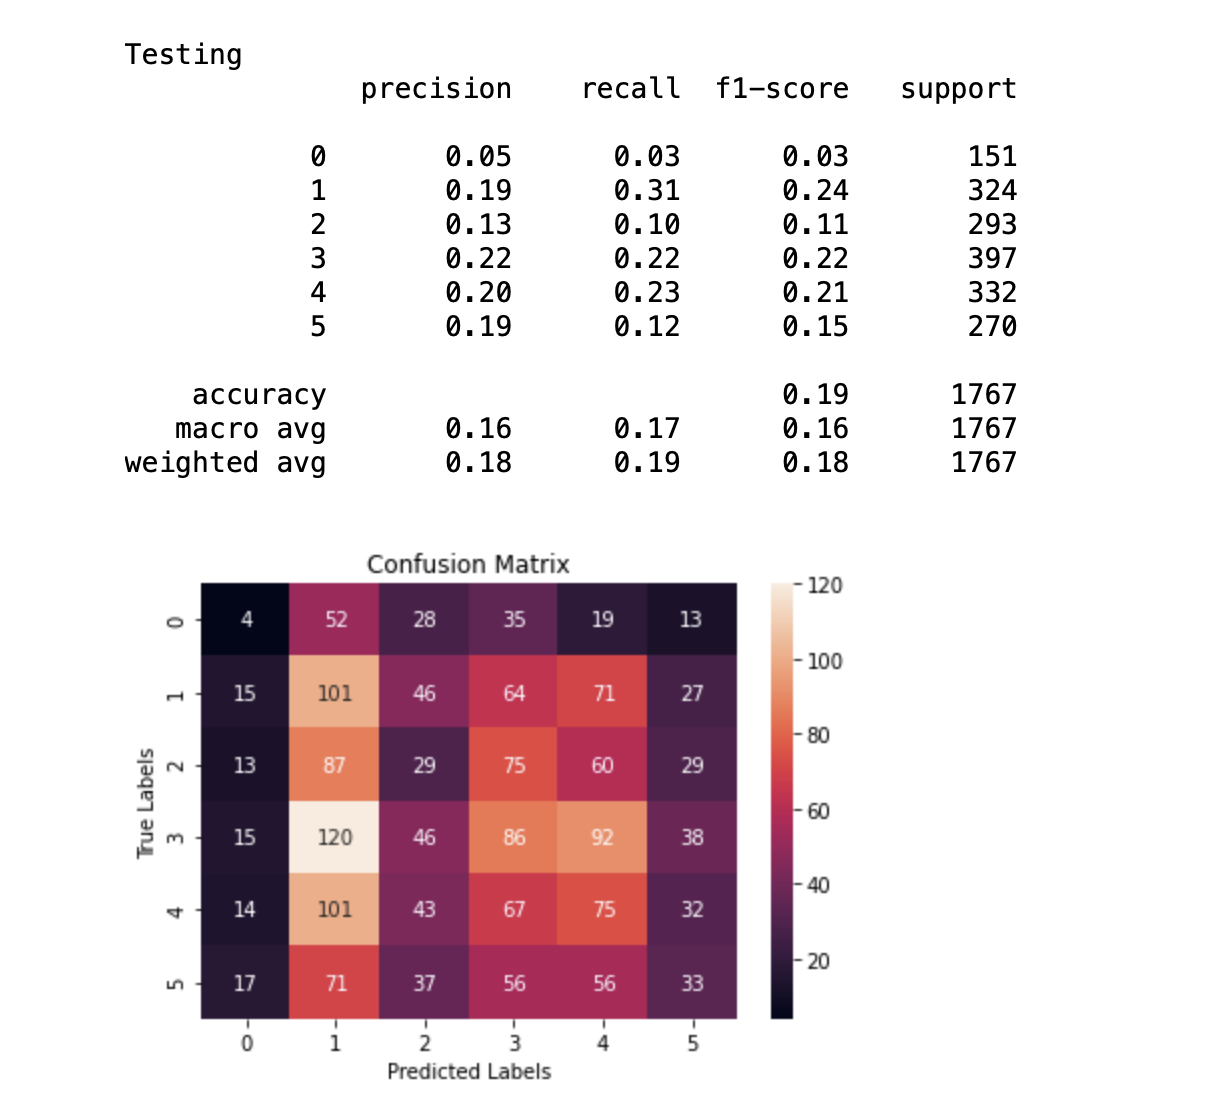 Testing
precision recall f1-score support
0 0.05 0.03 0.03 151
1 0.19 0.31 0.24 324
2 0.13 0.10 0.11 293
3 0.22 0.22 0.22 397
4 0.20 0.23 0.21 332
5 0.19 0.12 0.15 270
accuracy 0.19 1767
macro avg 0.16 0.17 0.16 1767
weighted avg 0.18 0.19 0.18 1767
Confusion Matrix
0 4 52 28 35 19 13
1 15 101 46 64 71 27
2 13 87 29 75 60 29
3 15 120 46 86 92 38
4 14 101 43 67 75 32
5 17 71 37 56 56 33
0 1 2 3 4 5
Predicted Labels
True Labels
120
100
80
60
40
20